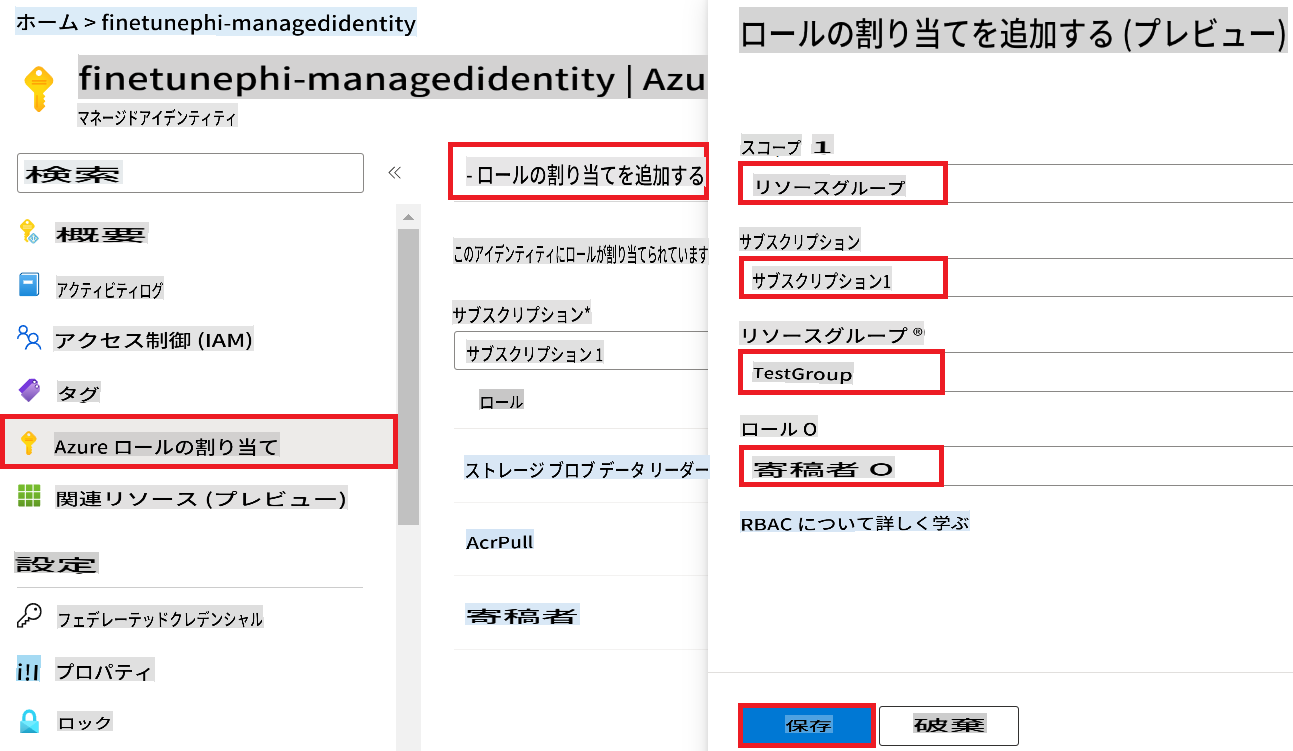 ホーム > finetunephi-managedidentity
finetunephi-managedidentity | Azu
マネージドアイデンティティ
検索
概要
アクティビティログ
アクセス制御 (IAM)
タグ
Azure ロールの割り当て
関連リソース (プレビュー)
設定
フェデレーテッドクレデンシャル
プロパティ
ロック
- ロールの割り当てを追加する
このアイデンティティにロールが割り当てられています
サブスクリプション*
サブスクリプション 1
ロール
ストレージ ブロブ データ リーダー
AcrPull
寄稿者
ロールの割り当てを追加する (プレビュー)
スコープ 1
リソースグループ
サブスクリプション
サブスクリプション1
リソースグループ ®
TestGroup
ロール O
寄稿者 O
RBAC について詳しく学ぶ
保存
破棄